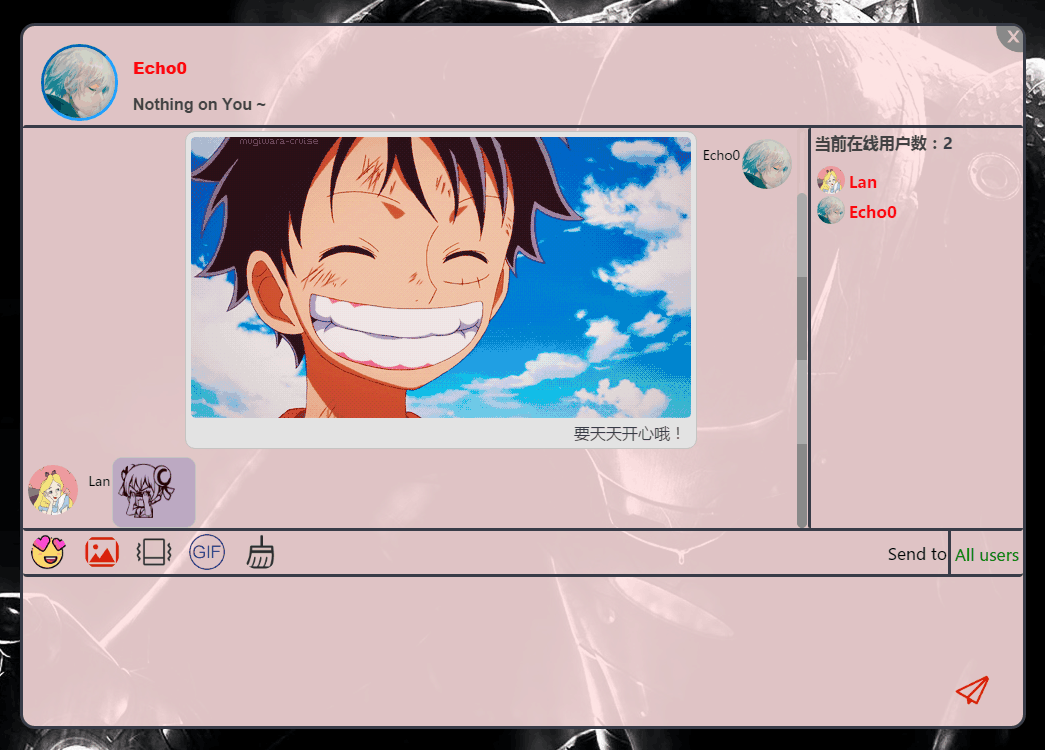 X
Echo0
Nothing on You ~
mugiwara-cruise
Echo0
要天天开心哦！
Lan
当前在线用户数：2
Lan
Echo0
GIF
Send to
All users